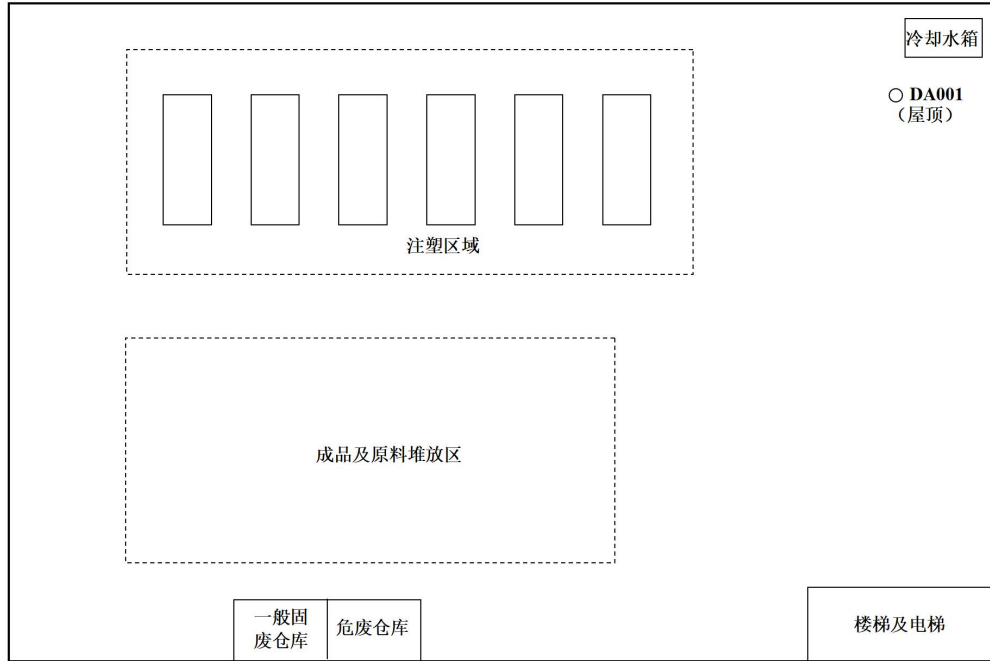 冷却水箱
DA001
（屋顶）
注塑区域
成品及原料堆放区
一般固
废仓库
危废仓库
楼梯及电梯